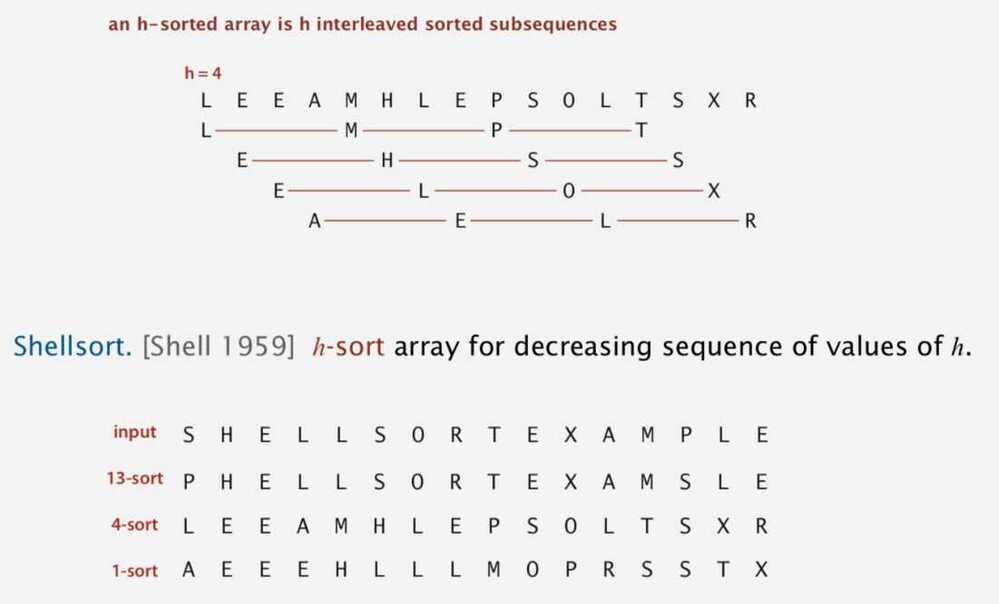 an h-sorted array is h interleaved sorted subsequences
h = 4
L E E A M H L E P S O L T S X R
L M P T
E H S S
E L O X
A E L R
Shellsort. [Shell 1959] h-sort array for decreasing sequence of values of h.
input S H E L L S O R T E X A M P L E
13-sort P H E L L S O R T E X A M S L E
4-sort L E E A M H L E P S O L T S X R
1-sort A E E E H L L L M O P R S S T X